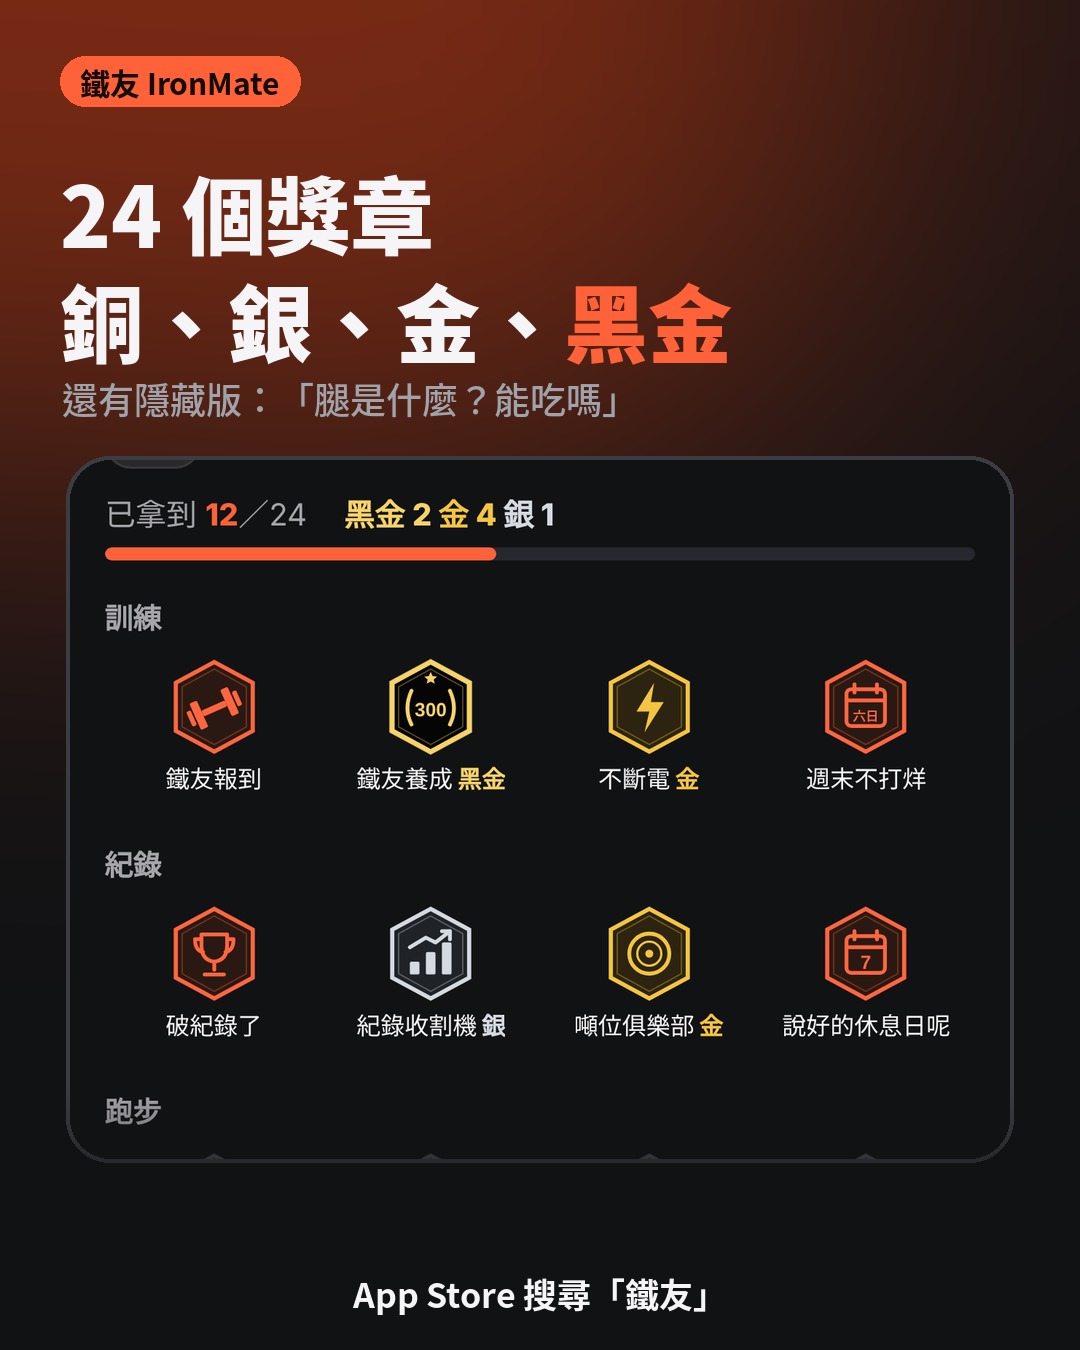 鐵友 IronMate
24 個獎章
銅、銀、金、黑金
還有隱藏版：「腿是什麼？能吃嗎」
已拿到 12／24 黑金 2 金 4 銀 1
訓練
300
六日
鐵友報到 鐵友養成 黑金 不斷電 金 週末不打烊
紀錄
7
破紀錄了 紀錄收割機 銀 噸位俱樂部 金 說好的休息日呢
跑步
App Store 搜尋「鐵友」